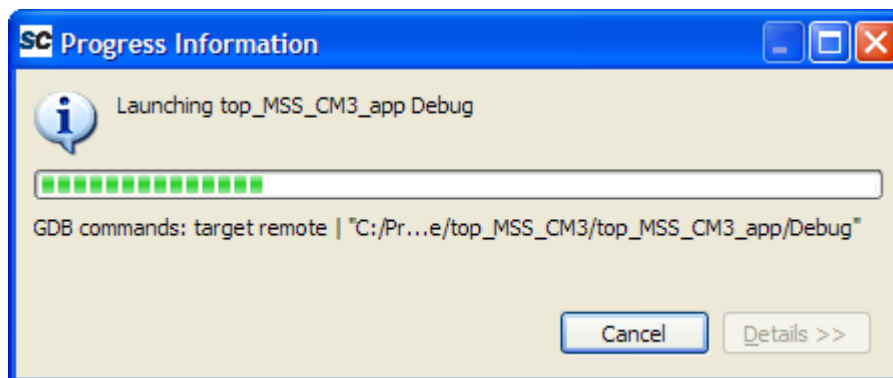 SC Progress Information
Launching top_MSS_CM3_app Debug
GDB commands: target remote | "C:/Pr...e/top_MSS_CM3/top_MSS_CM3_app/Debug"
Cancel
Details >>